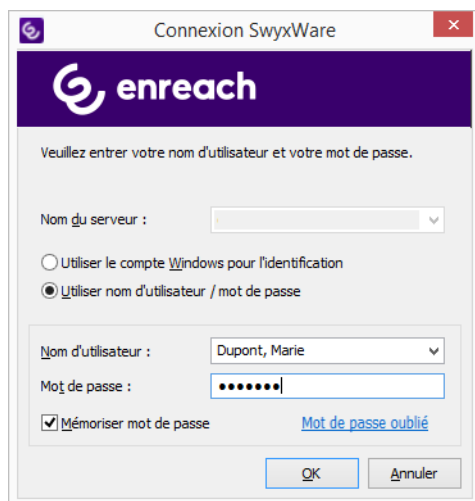 Connexion SwyxWare
enreach
Veuillez entrer votre nom d'utilisateur et votre mot de passe.
Nom du serveur :
Utiliser le compte Windows pour l'identification
Utiliser nom d'utilisateur / mot de passe
Nom d'utilisateur : Dupont, Marie
Mot de passe : •••••••
Mémoriser mot de passe Mot de passe oublié
OK Annuler